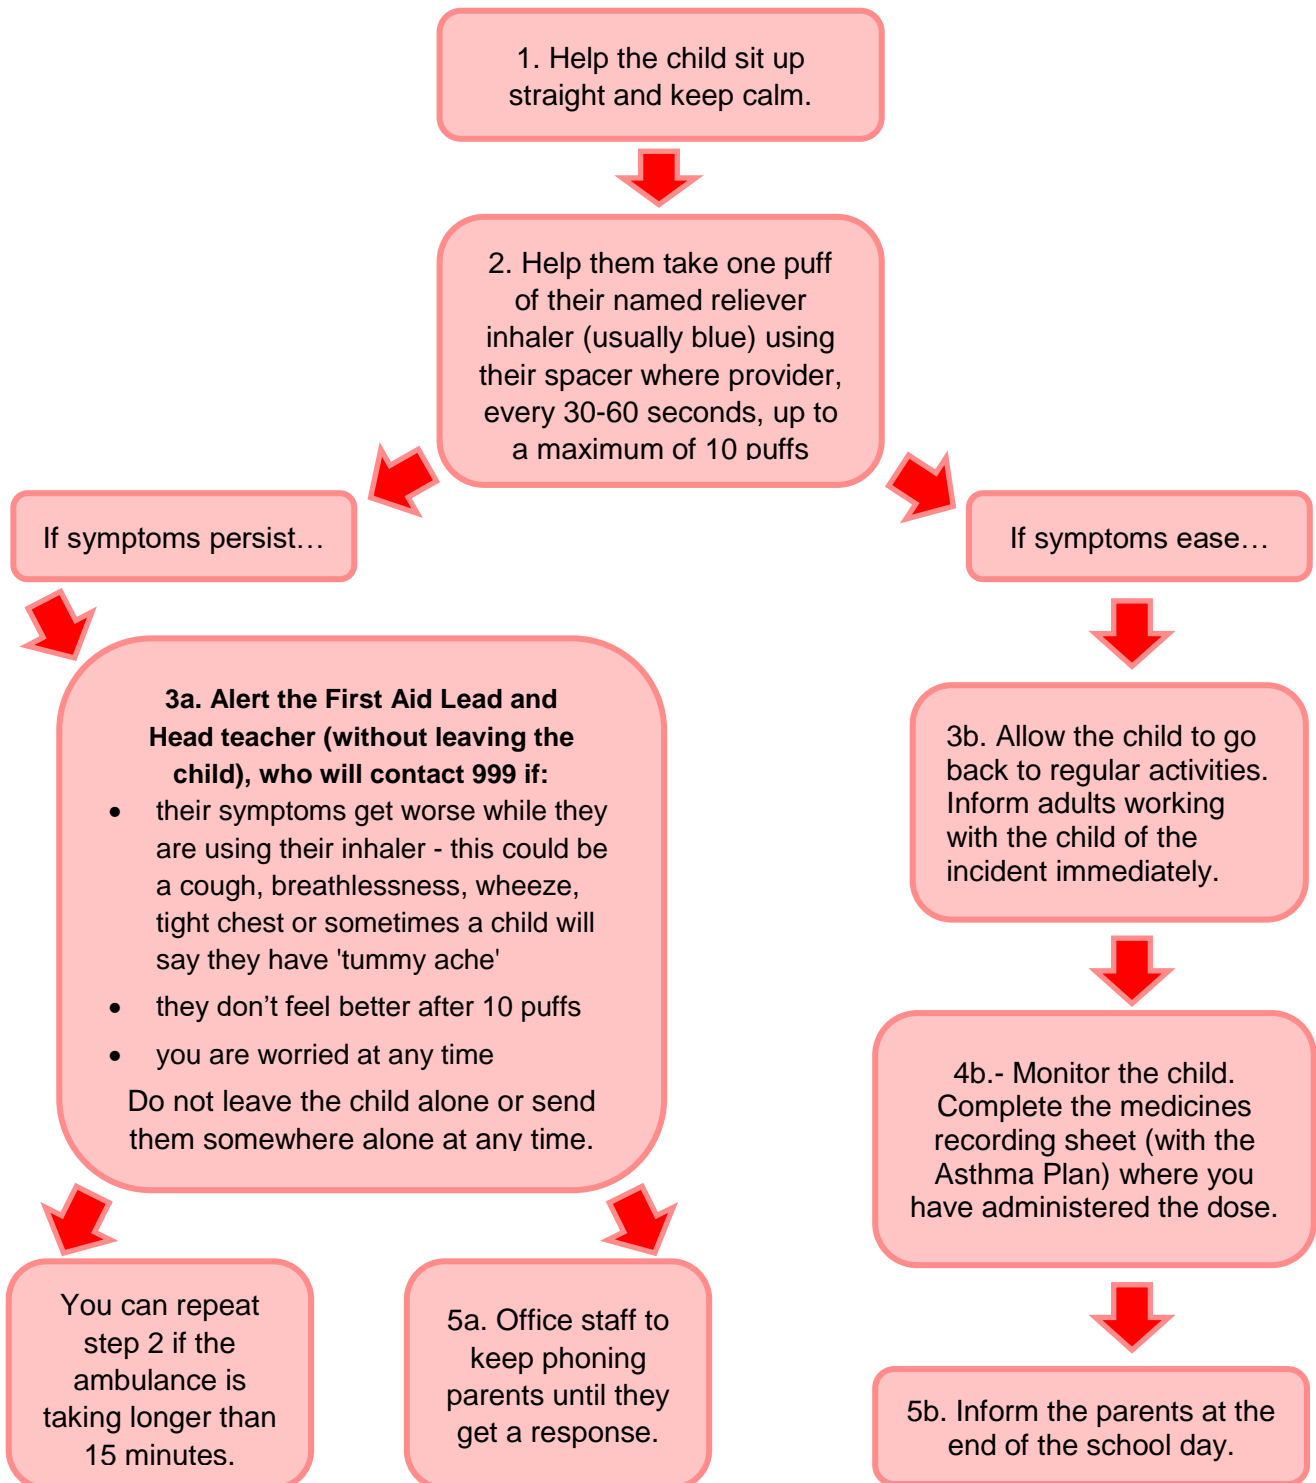 1. Help the child sit up
straight and keep calm.
2. Help them take one puff
of their named reliever
inhaler (usually blue) using
their spacer where provider,
every 30-60 seconds, up to
a maximum of 10 puffs
If symptoms persist…
If symptoms ease…
3a. Alert the First Aid Lead and
Head teacher (without leaving the
child), who will contact 999 if:
• their symptoms get worse while they
are using their inhaler - this could be
a cough, breathlessness, wheeze,
tight chest or sometimes a child will
say they have 'tummy ache'
• they don’t feel better after 10 puffs
• you are worried at any time
Do not leave the child alone or send
them somewhere alone at any time.
3b. Allow the child to go
back to regular activities.
Inform adults working
with the child of the
incident immediately.
4b.- Monitor the child.
Complete the medicines
recording sheet (with the
Asthma Plan) where you
have administered the dose.
You can repeat
step 2 if the
ambulance is
taking longer than
15 minutes.
5a. Office staff to
keep phoning
parents until they
get a response.
5b. Inform the parents at the
end of the school day.